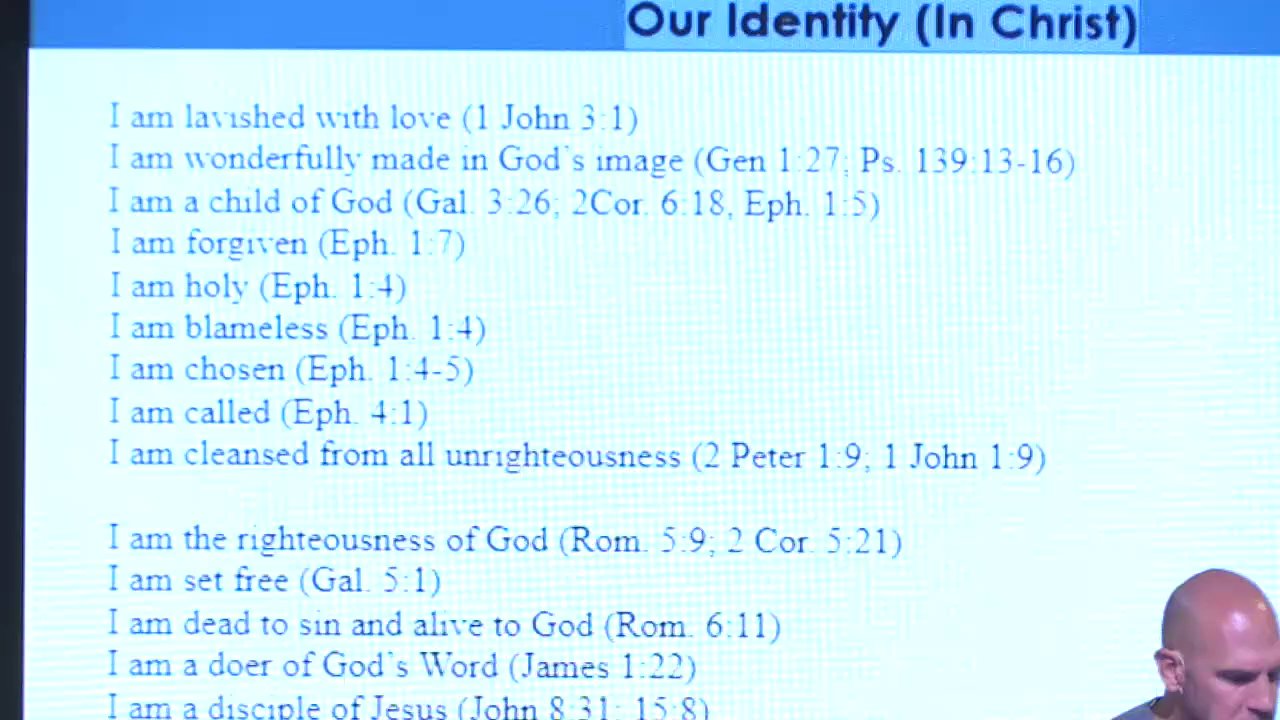 Our Identity (In Christ)
I am lavished with love (1 John 3:1)
I am wonderfully made in God's image (Gen 1:27; Ps. 139:13-16)
I am a child of God (Gal. 3:26; 2Cor. 6:18, Eph. 1:5)
I am forgiven (Eph. 1:7)
I am holy (Eph. 1:4)
I am blameless (Eph. 1:4)
I am chosen (Eph. 1:4-5)
I am called (Eph. 4:1)
I am cleansed from all unrighteousness (2 Peter 1:9; 1 John 1:9)
I am the righteousness of God (Rom. 5:9; 2 Cor. 5:21)
I am set free (Gal. 5:1)
I am dead to sin and alive to God (Rom. 6:11)
I am a doer of God's Word (James 1:22)
I am a disciple of Jesus (John 8:31; 15:8)